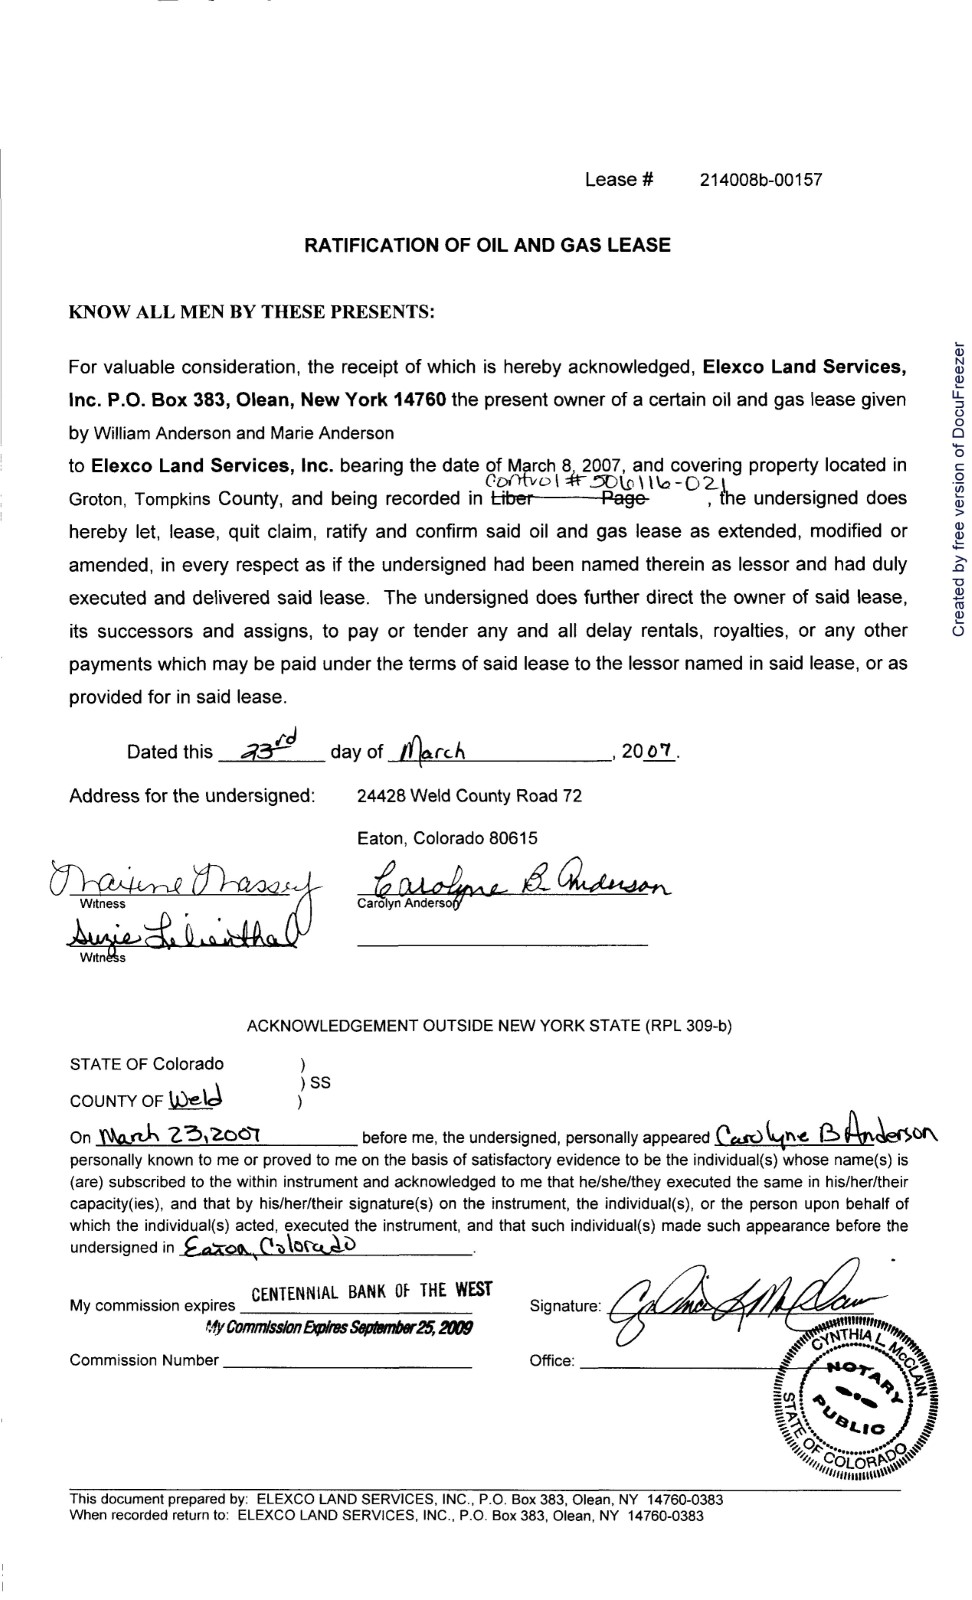 Lease # 214008b-00157
RATIFICATION OF OIL AND GAS LEASE
KNOW ALL MEN BY THESE PRESENTS:
For valuable consideration, the receipt of which is hereby acknowledged, Elexco Land Services,
Inc. P.O. Box 383, Olean, New York 14760 the present owner of a certain oil and gas lease given
by William Anderson and Marie Anderson
to Elexco Land Services, Inc. bearing the date of March 8, 2007, and covering property located in
Control # 506116-021
Groton, Tompkins County, and being recorded in Liber Page , the undersigned does
hereby let, lease, quit claim, ratify and confirm said oil and gas lease as extended, modified or
amended, in every respect as if the undersigned had been named therein as lessor and had duly
executed and delivered said lease. The undersigned does further direct the owner of said lease,
its successors and assigns, to pay or tender any and all delay rentals, royalties, or any other
payments which may be paid under the terms of said lease to the lessor named in said lease, or as
provided for in said lease.
Dated this 23rd day of March , 2007.
Address for the undersigned: 24428 Weld County Road 72
Eaton, Colorado 80615
Maxine Massey Carolyne B. Anderson
Witness Carolyn Anderson
Suzie Lilienthal
Witness
ACKNOWLEDGEMENT OUTSIDE NEW YORK STATE (RPL 309-b)
STATE OF Colorado )
) SS
COUNTY OF Weld )
On March 23, 2007 before me, the undersigned, personally appeared Carolyne B Anderson
personally known to me or proved to me on the basis of satisfactory evidence to be the individual(s) whose name(s) is
(are) subscribed to the within instrument and acknowledged to me that he/she/they executed the same in his/her/their
capacity(ies), and that by his/her/their signature(s) on the instrument, the individual(s), or the person upon behalf of
which the individual(s) acted, executed the instrument, and that such individual(s) made such appearance before the
undersigned in Eaton, Colorado .
CENTENNIAL BANK OF THE WEST
My commission expires Signature: Cynthia L McClain
My Commission Expires September 25, 2009
Commission Number Office:
CYNTHIA L. McCLAIN
NOTARY
PUBLIC
STATE OF COLORADO
This document prepared by: ELEXCO LAND SERVICES, INC., P.O. Box 383, Olean, NY 14760-0383
When recorded return to: ELEXCO LAND SERVICES, INC., P.O. Box 383, Olean, NY 14760-0383
Created by free version of DocuFreezer